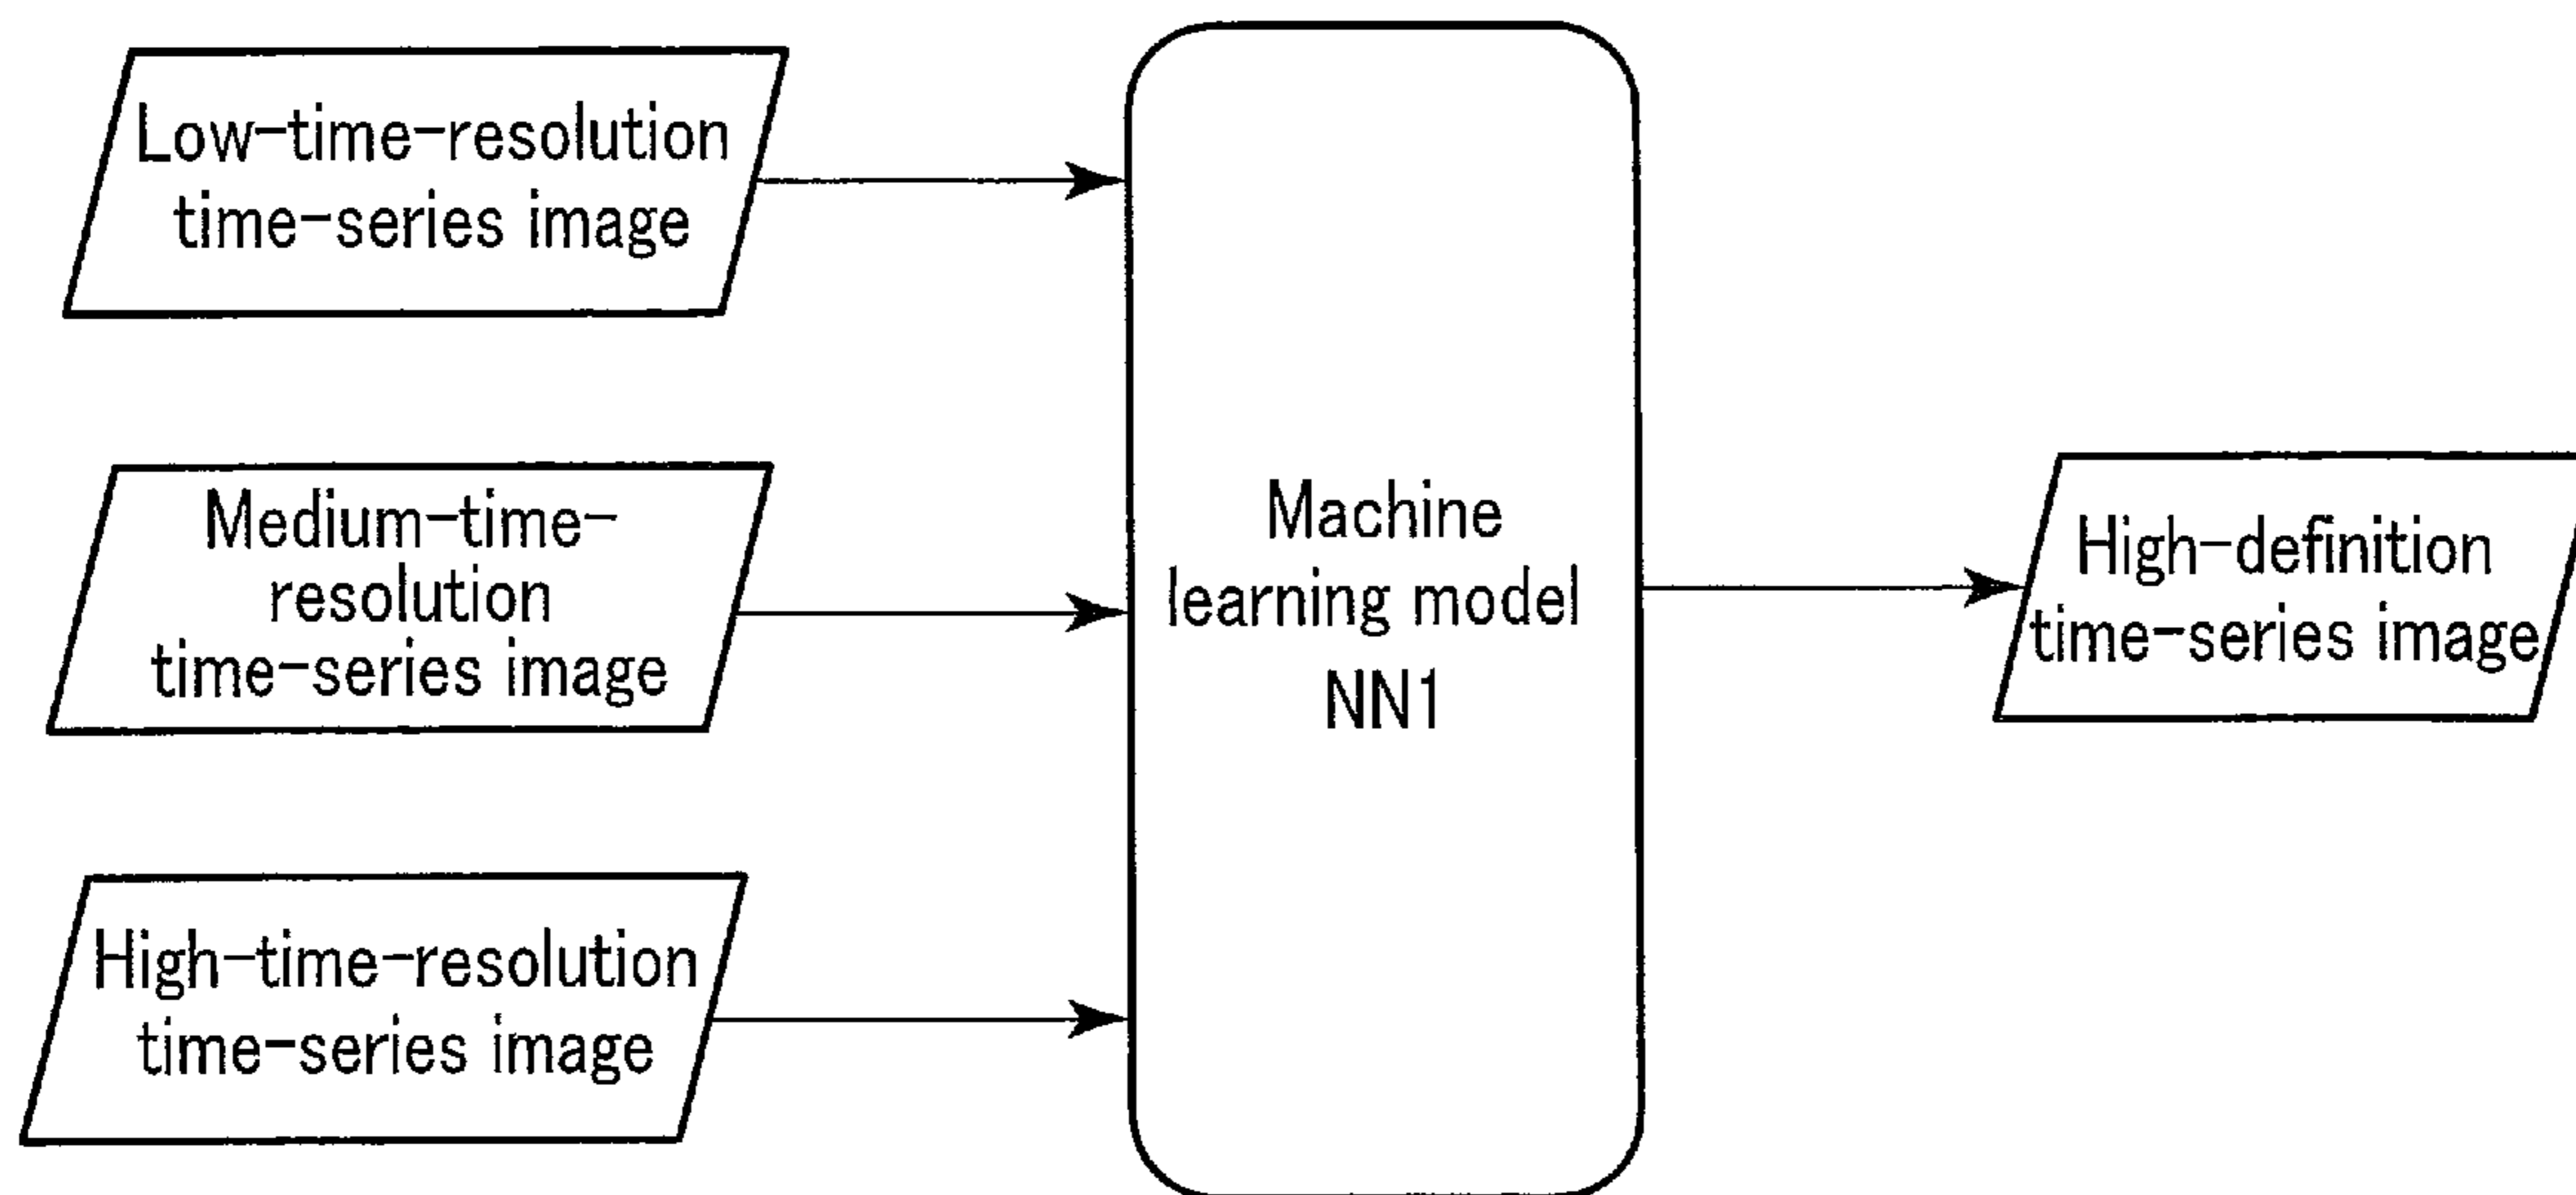 Low-time-resolution
time-series image
Medium-time-
resolution
time-series image
High-time-resolution
time-series image
Machine
learning model
NN1
High-definition
time-series image